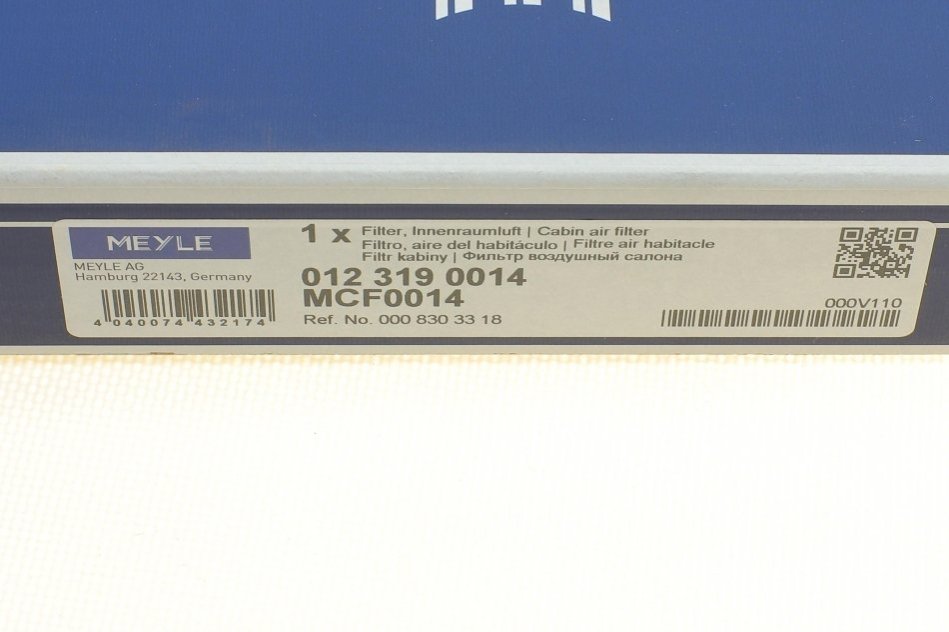 MEYLE
MEYLE AG
Hamburg 22143, Germany
4 040074 432174
1 x Filter, Innenraumluft | Cabin air filter
Filtro, aire del habitáculo | Filtre air habitacle
Filtr kabiny | Фильтр воздушный салона
012 319 0014
MCF0014
Ref. No. 000 830 33 18
000V110